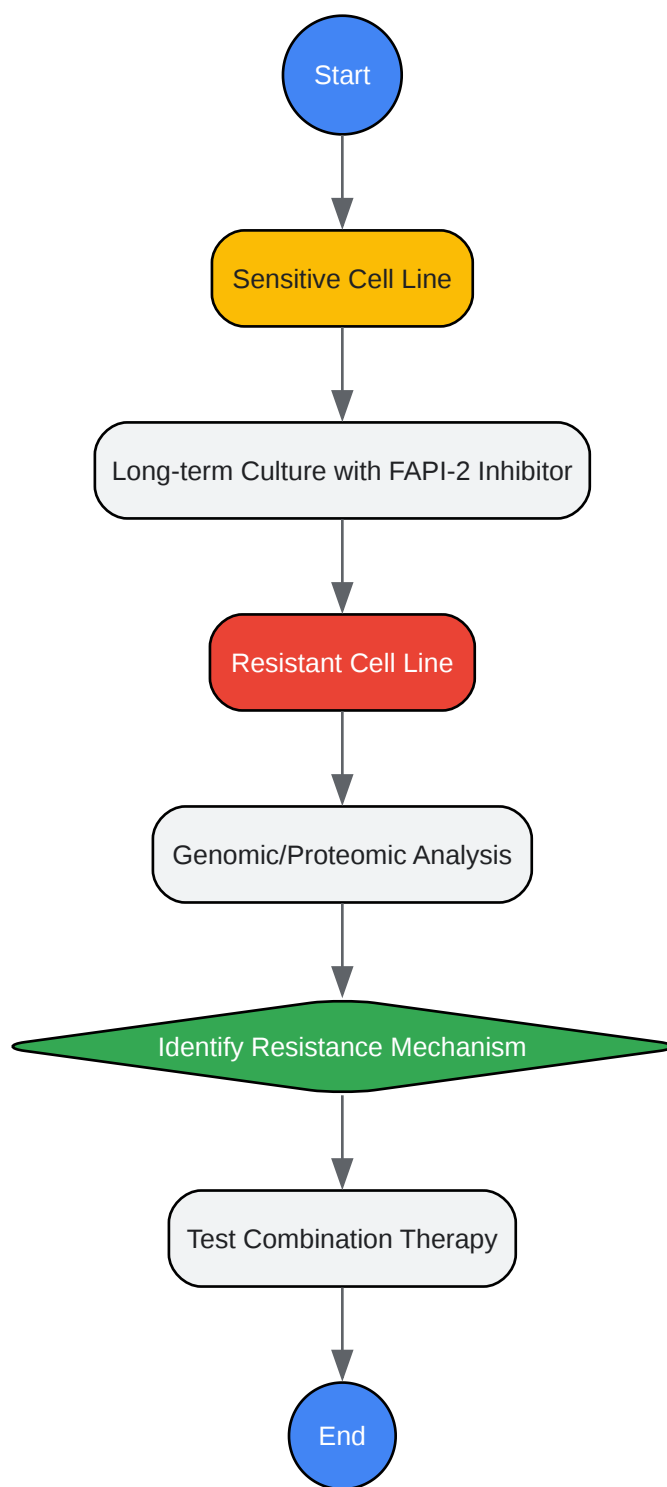 Start
Sensitive Cell Line
Long-term Culture with FAPI-2 Inhibitor
Resistant Cell Line
Genomic/Proteomic Analysis
Identify Resistance Mechanism
Test Combination Therapy
End